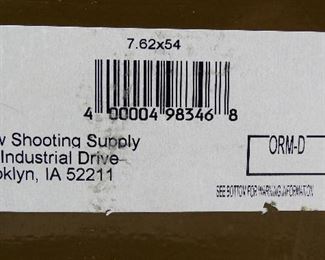 7.62x54
4 00004 98346 8
w Shooting Supply
Industrial Drive
oklyn, IA 52211
ORM-D
SEE BOTTOM FOR WARNING INFORMATION